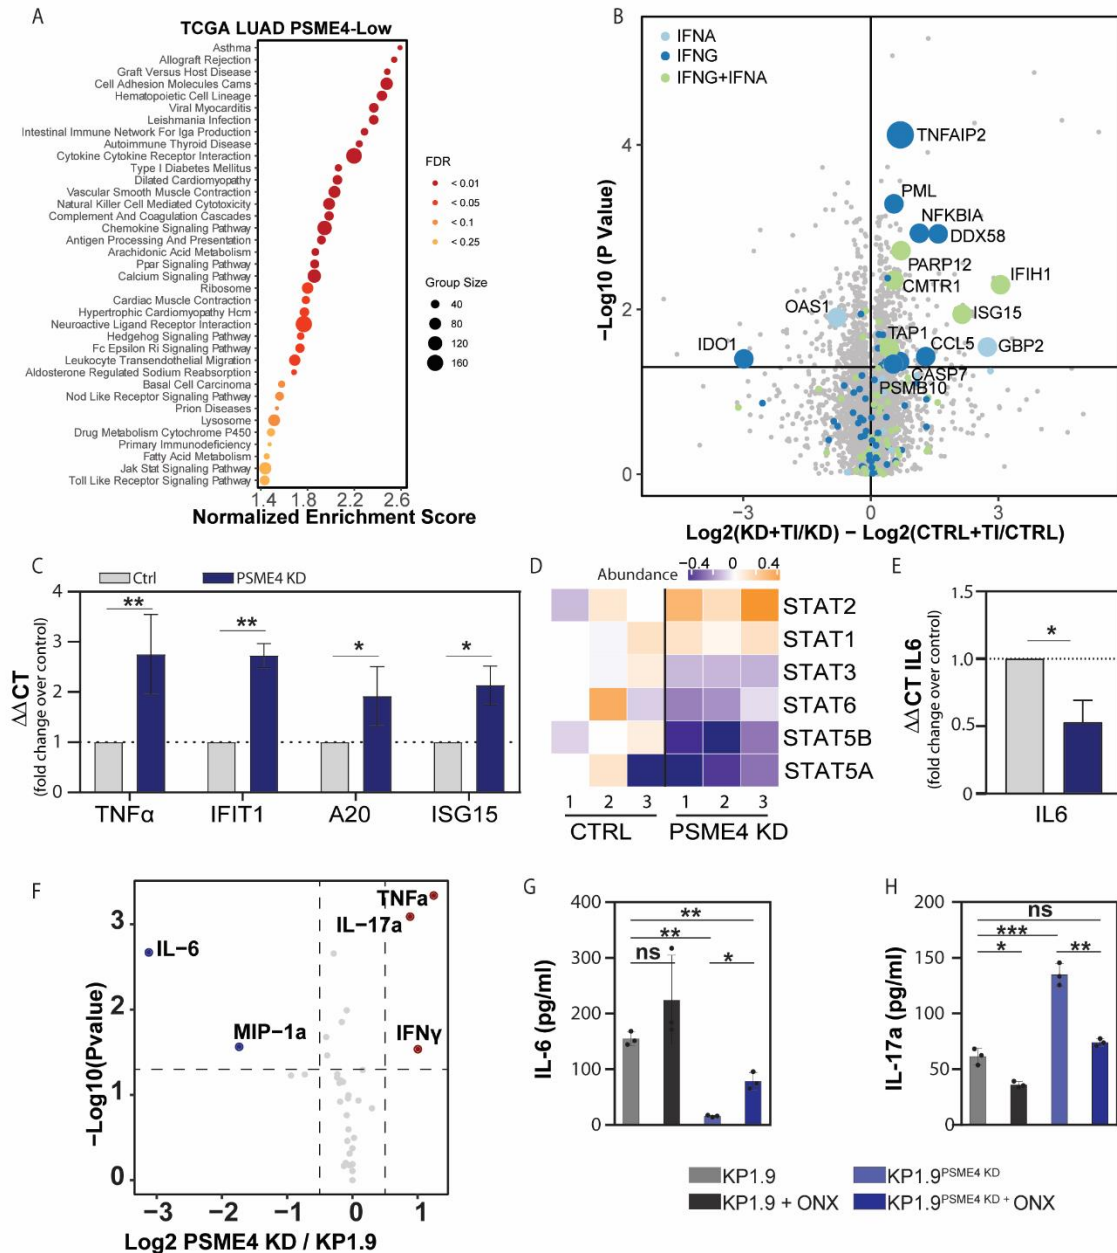 A
TCGA LUAD PSME4-Low
Asthma
Allograft Rejection
Graft Versus Host Disease
Cell Adhesion Molecules Cams
Hematopoietic Cell Lineage
Viral Myocarditis
Leishmania Infection
Intestinal Immune Network For Iga Production
Autoimmune Thyroid Disease
Cytokine Cytokine Receptor Interaction
Type I Diabetes Mellitus
Dilated Cardiomyopathy
Vascular Smooth Muscle Contraction
Natural Killer Cell Mediated Cytotoxicity
Complement And Coagulation Cascades
Chemokine Signaling Pathway
Antigen Processing And Presentation
Arachidonic Acid Metabolism
Ppar Signaling Pathway
Calcium Signaling Pathway
Ribosome
Cardiac Muscle Contraction
Hypertrophic Cardiomyopathy Hcm
Neuroactive Ligand Receptor Interaction
Hedgehog Signaling Pathway
Fc Epsilon Ri Signaling Pathway
Leukocyte Transendothelial Migration
Aldosterone Regulated Sodium Reabsorption
Basal Cell Carcinoma
Nod Like Receptor Signaling Pathway
Prion Diseases
Lysosome
Drug Metabolism Cytochrome P450
Primary Immunodeficiency
Fatty Acid Metabolism
Jak Stat Signaling Pathway
Toll Like Receptor Signaling Pathway
1.4 1.8 2.2 2.6
Normalized Enrichment Score
FDR
< 0.01
< 0.05
< 0.1
< 0.25
Group Size
40
80
120
160
B
IFNA
IFNG
IFNG+IFNA
TNFAIP2
PML
NFKBIA
DDX58
PARP12
IFIH1
CMTR1
OAS1
ISG15
TAP1
IDO1
CCL5
GBP2
CASP7
PSMB10
−Log10 (P Value)
4
2
0
−3 0 3
Log2(KD+TI/KD) − Log2(CTRL+TI/CTRL)
C
Ctrl
PSME4 KD
ΔΔCT
(fold change over control)
4
3
2
1
0
** ** * *
TNFα IFIT1 A20 ISG15
D
Abundance
−0.4 0 0.4
STAT2
STAT1
STAT3
STAT6
STAT5B
STAT5A
1 2 3 1 2 3
CTRL PSME4 KD
E
ΔΔCT IL6
(fold change over control)
1.5
1.0
0.5
0
*
IL6
F
TNFa
IL−17a
IL−6
MIP−1a
IFNγ
−Log10(Pvalue)
3
2
1
0
−3 −2 −1 0 1
Log2 PSME4 KD / KP1.9
G
IL-6 (pg/ml)
400
300
200
100
0
**
**
ns
*
H
IL-17a (pg/ml)
200
150
100
50
0
ns
***
*
**
KP1.9
KP1.9 + ONX
KP1.9PSME4 KD
KP1.9PSME4 KD + ONX